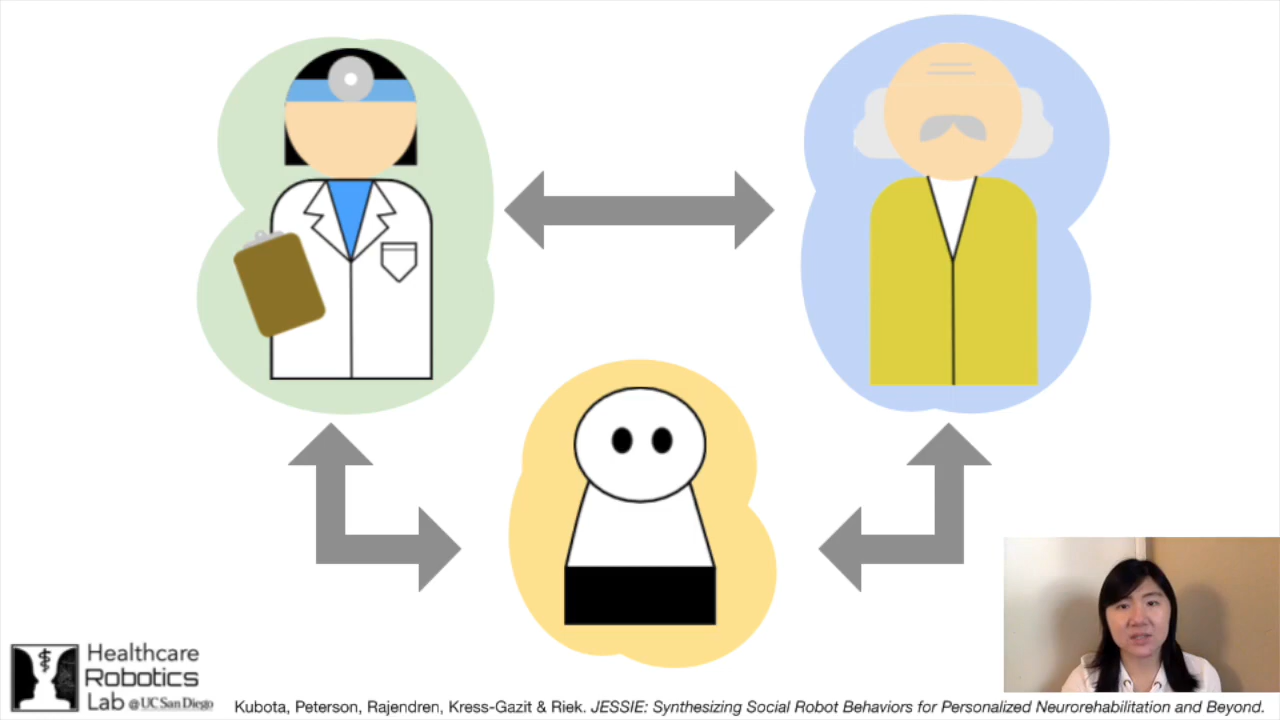 Healthcare
Robotics
Lab @ UC San Diego
Kubota, Peterson, Rajendren, Kress-Gazit & Riek. JESSIE: Synthesizing Social Robot Behaviors for Personalized Neurorehabilitation and Beyond.